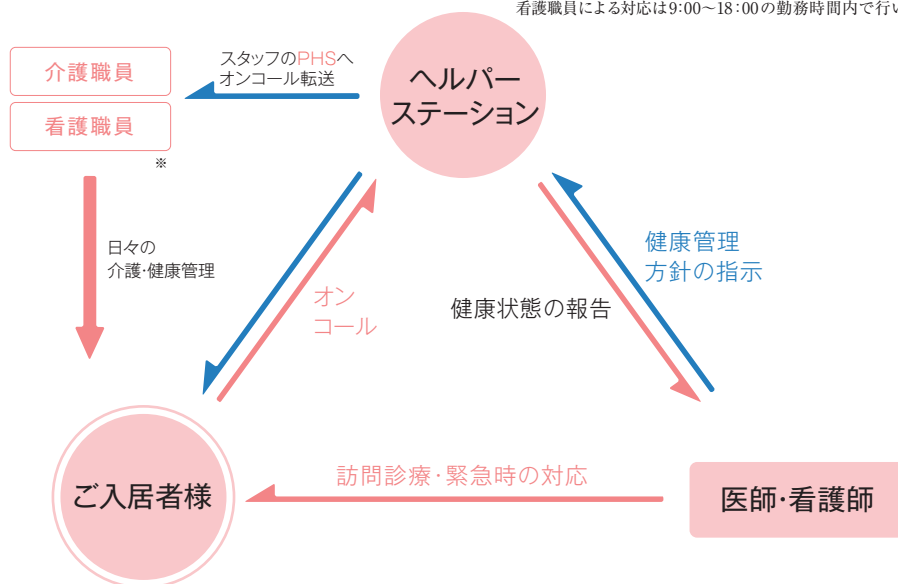 看護職員による対応は9:00〜18:00の勤務時間内で行い
介護職員
看護職員
※
スタッフのPHSへ
オンコール転送
ヘルパー
ステーション
日々の
介護・健康管理
オン
コール
健康状態の報告
健康管理
方針の指示
ご入居者様
訪問診療・緊急時の対応
医師・看護師